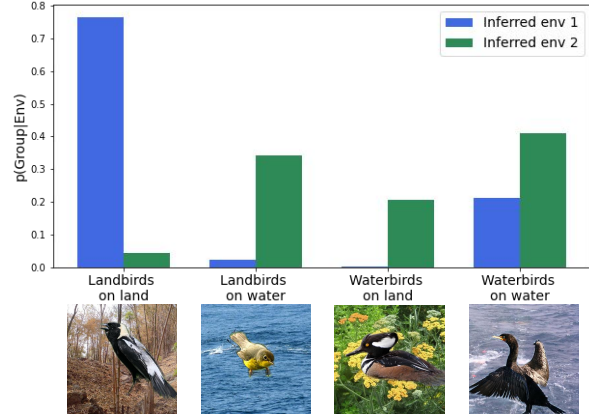 0.8
0.7
0.6
0.5
0.4
0.3
0.2
0.1
0.0
p(Group|Env)
Inferred env 1
Inferred env 2
Landbirds
on land
Landbirds
on water
Waterbirds
on land
Waterbirds
on water